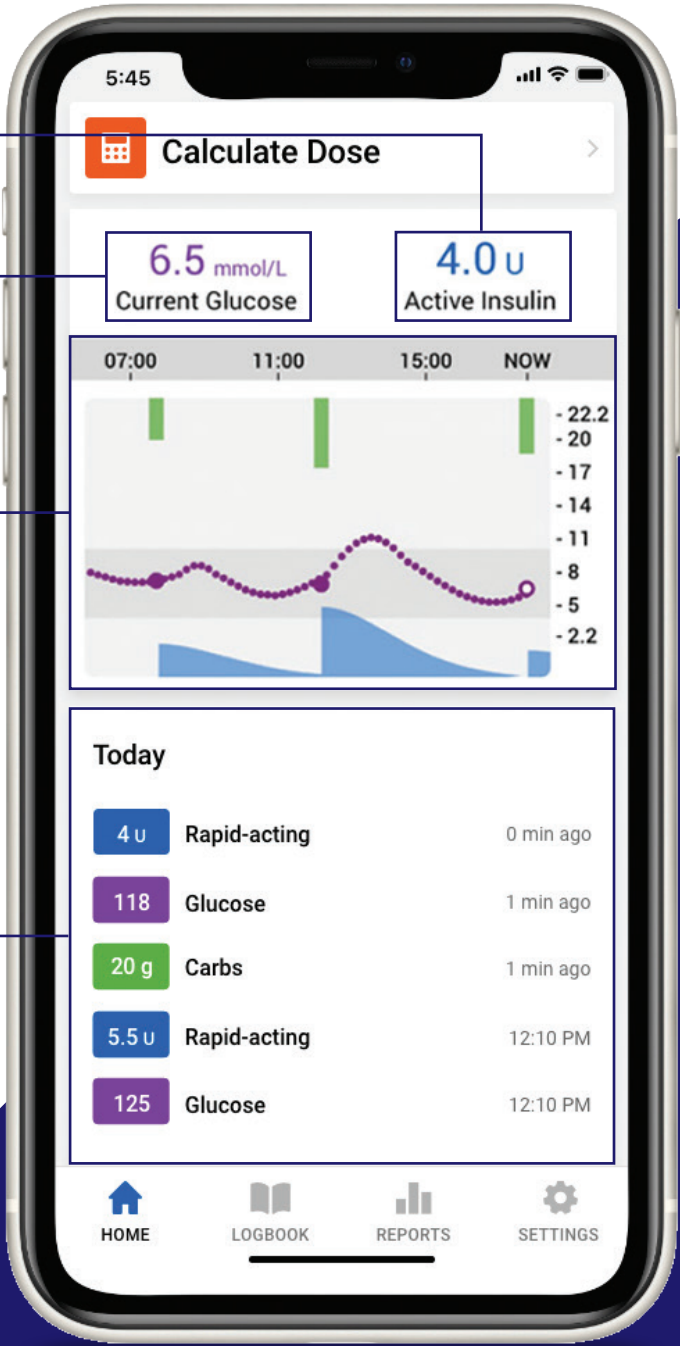 5:45
Calculate Dose
6.5 mmol/L
Current Glucose
4.0 U
Active Insulin
07:00 11:00 15:00 NOW
- 22.2
- 20
- 17
- 14
- 11
- 8
- 5
- 2.2
Today
4 U Rapid-acting 0 min ago
118 Glucose 1 min ago
20 g Carbs 1 min ago
5.5 U Rapid-acting 12:10 PM
125 Glucose 12:10 PM
HOME LOGBOOK REPORTS SETTINGS